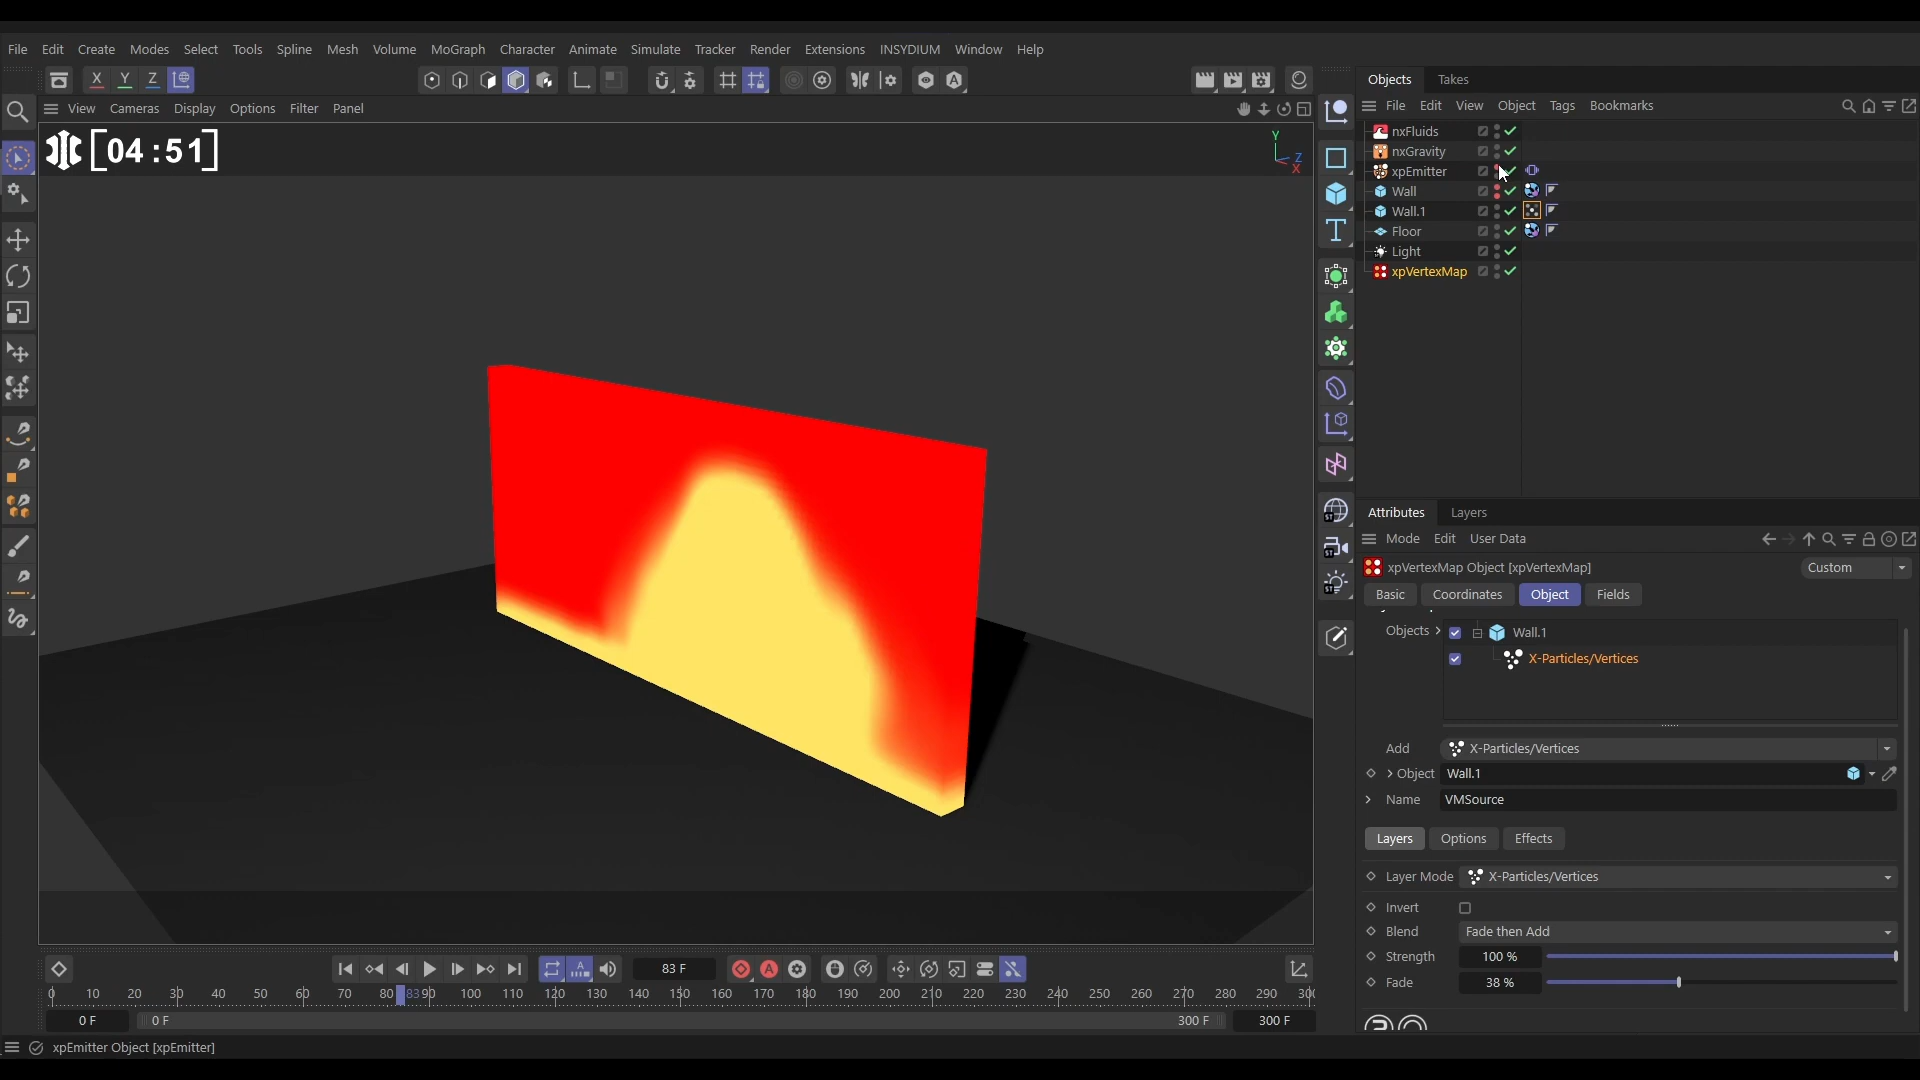 File Edit Create Modes Select Tools Spline Mesh Volume MoGraph Character Animate Simulate Tracker Render Extensions INSYDIUM Window Help
X Y Z
Objects Takes
View Cameras Display Options Filter Panel
File Edit View Object Tags Bookmarks
[04:51]
Y
Z
X
nxFluids
nxGravity
xpEmitter
Wall
Wall.1
Floor
Light
xpVertexMap
Attributes Layers
Mode Edit User Data
xpVertexMap Object [xpVertexMap] Custom
Basic Coordinates Object Fields
Objects Wall.1
X-Particles/Vertices
Add X-Particles/Vertices
Object Wall.1
Name VMSource
Layers Options Effects
Layer Mode X-Particles/Vertices
Invert
Blend Fade then Add
Strength 100 %
Fade 38 %
83 F
0 10 20 30 40 50 60 70 80 83 90 100 110 120 130 140 150 160 170 180 190 200 210 220 230 240 250 260 270 280 290
0 F 0 F 300 F 300 F
xpEmitter Object [xpEmitter]